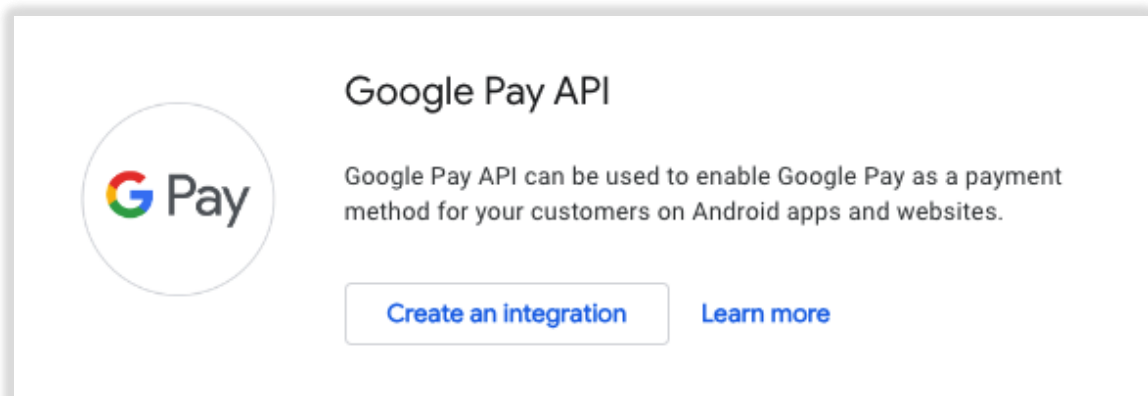 Google Pay API
G Pay
Google Pay API can be used to enable Google Pay as a payment
method for your customers on Android apps and websites.
Create an integration
Learn more